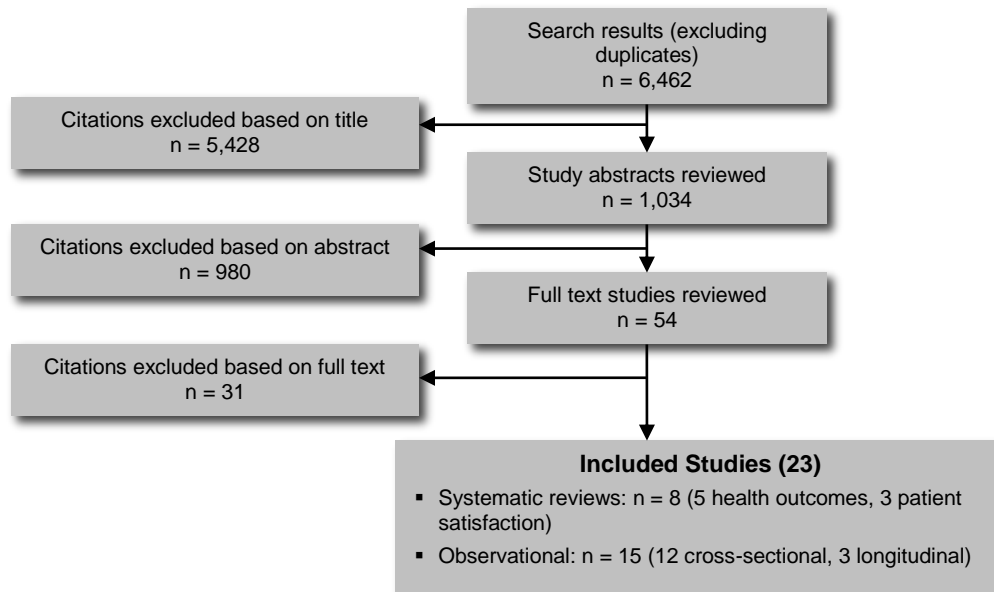 Search results (excluding
duplicates)
n = 6,462
Citations excluded based on title
n = 5,428
Study abstracts reviewed
n = 1,034
Citations excluded based on abstract
n = 980
Full text studies reviewed
n = 54
Citations excluded based on full text
n = 31
Included Studies (23)
▪ Systematic reviews: n = 8 (5 health outcomes, 3 patient
satisfaction)
▪ Observational: n = 15 (12 cross-sectional, 3 longitudinal)